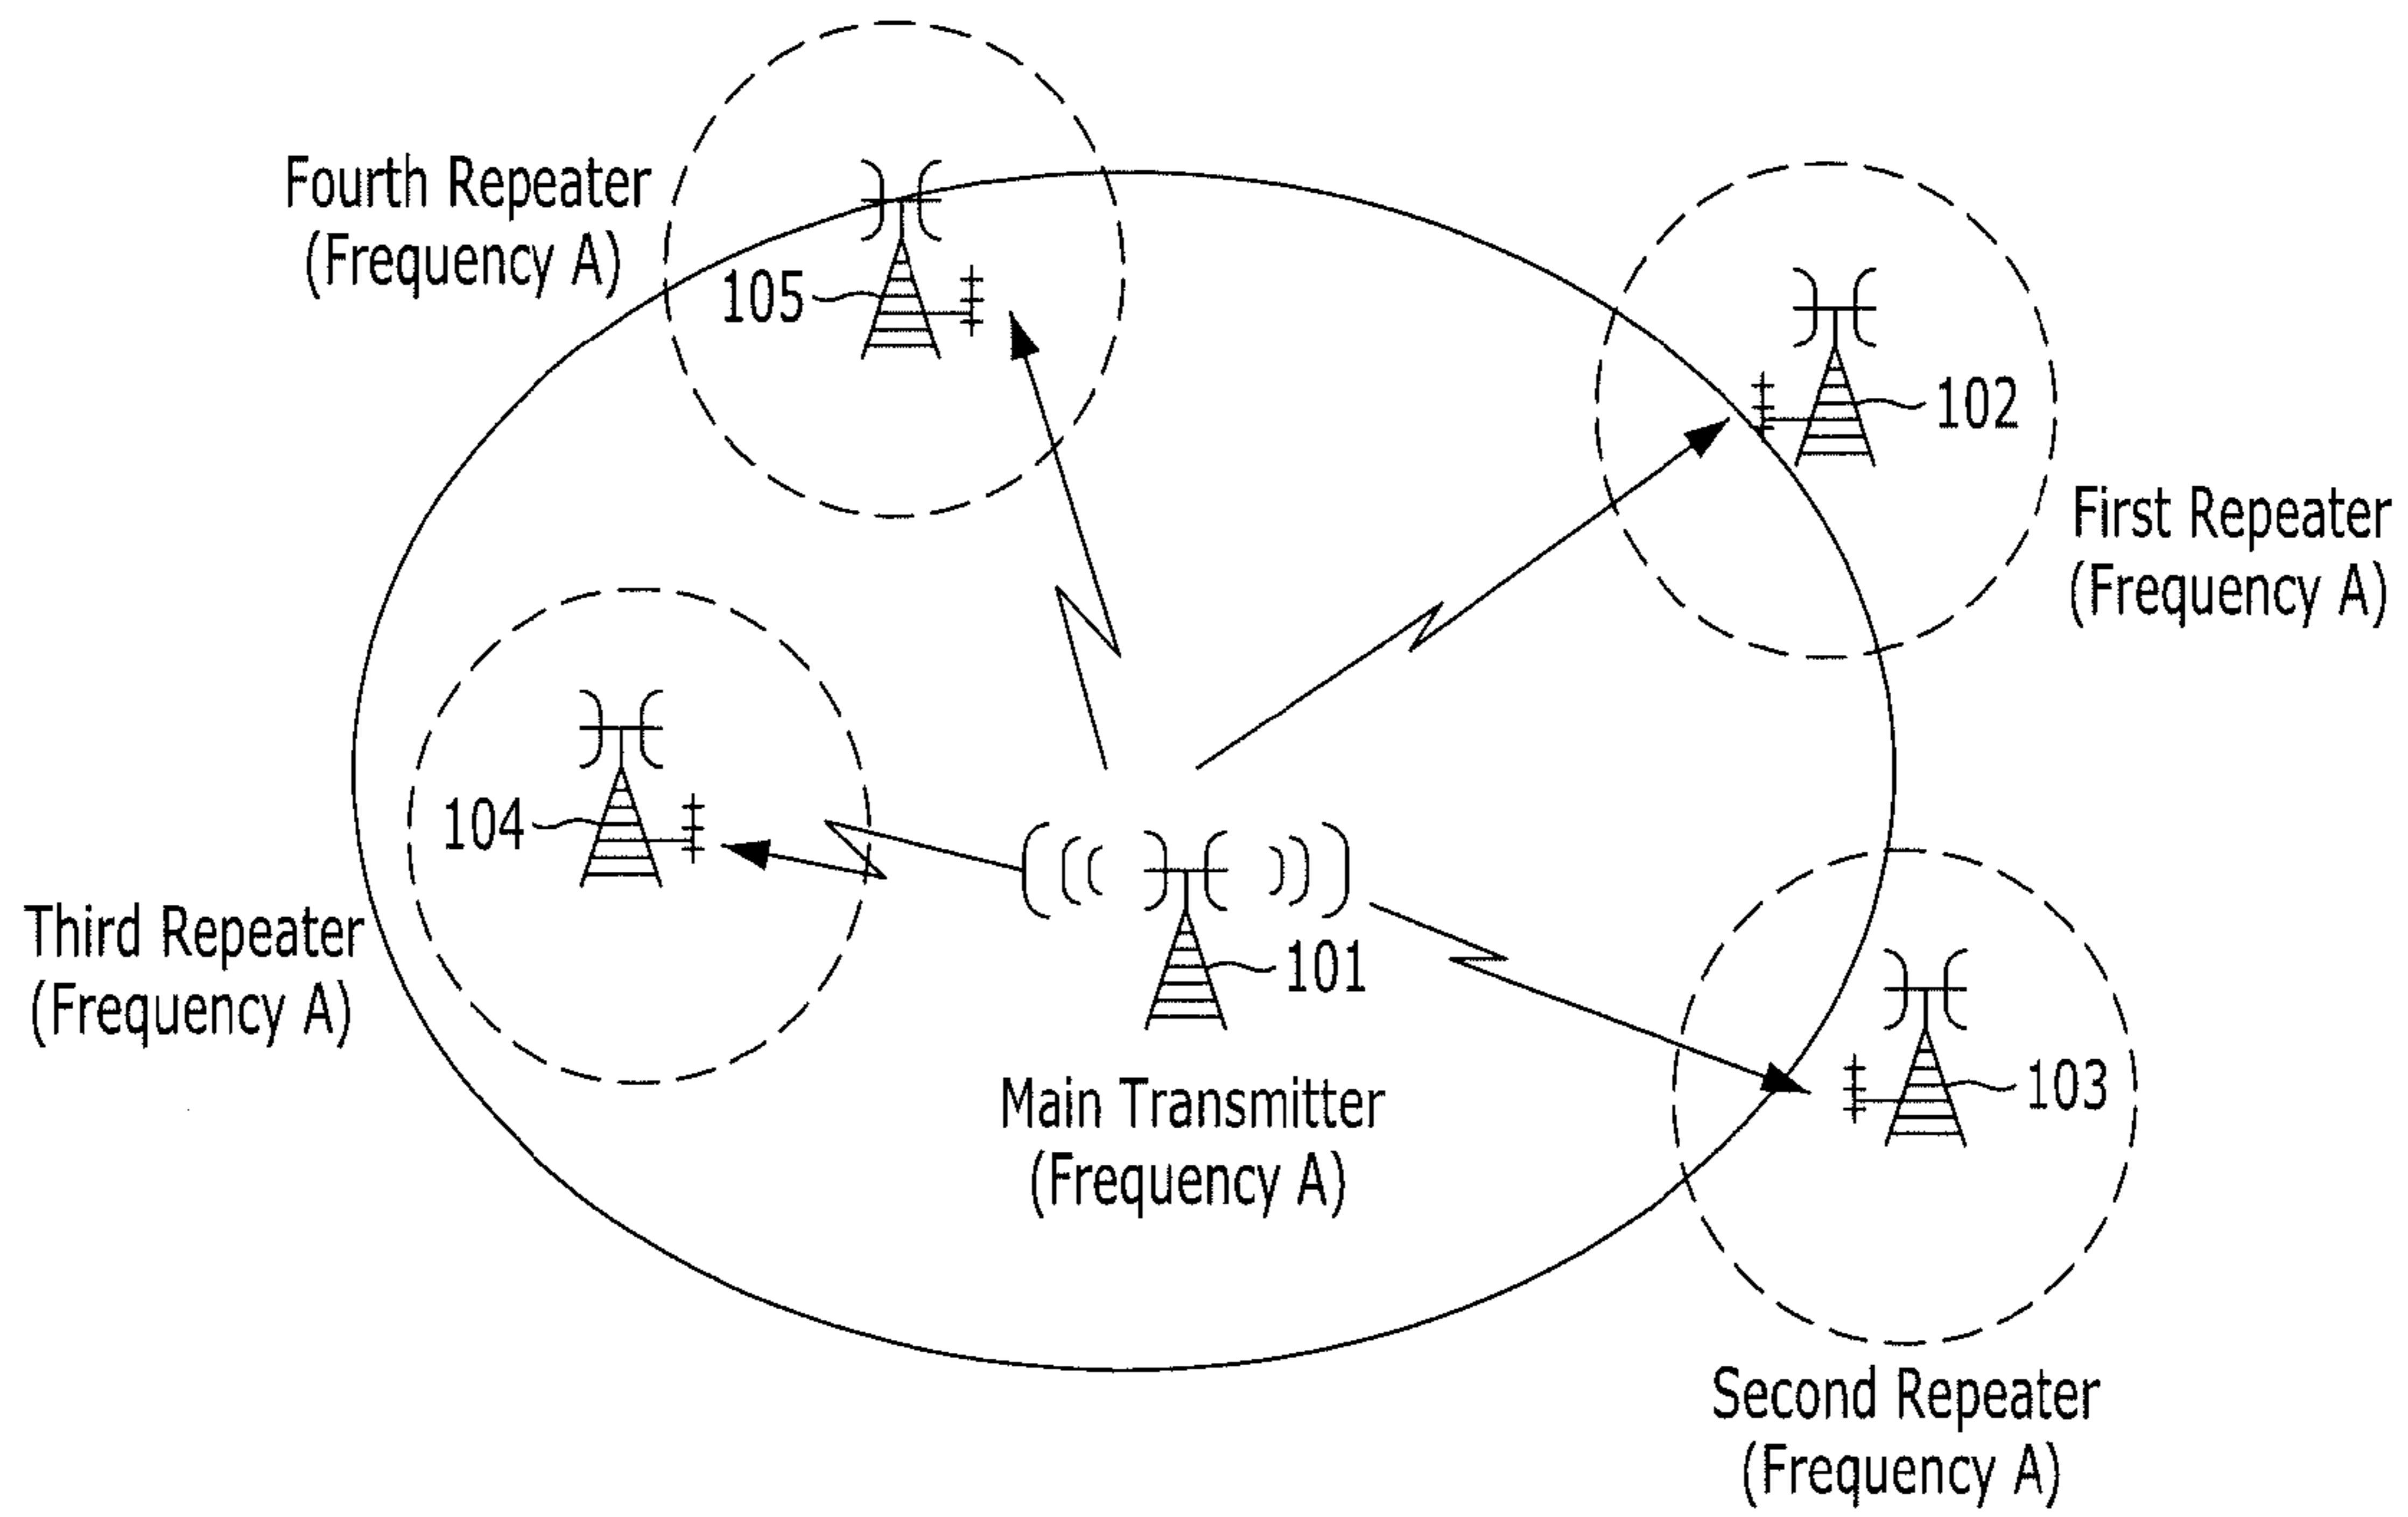 Fourth Repeater
(Frequency A)
105
102
First Repeater
(Frequency A)
104
Third Repeater
(Frequency A)
101
Main Transmitter
(Frequency A)
103
Second Repeater
(Frequency A)